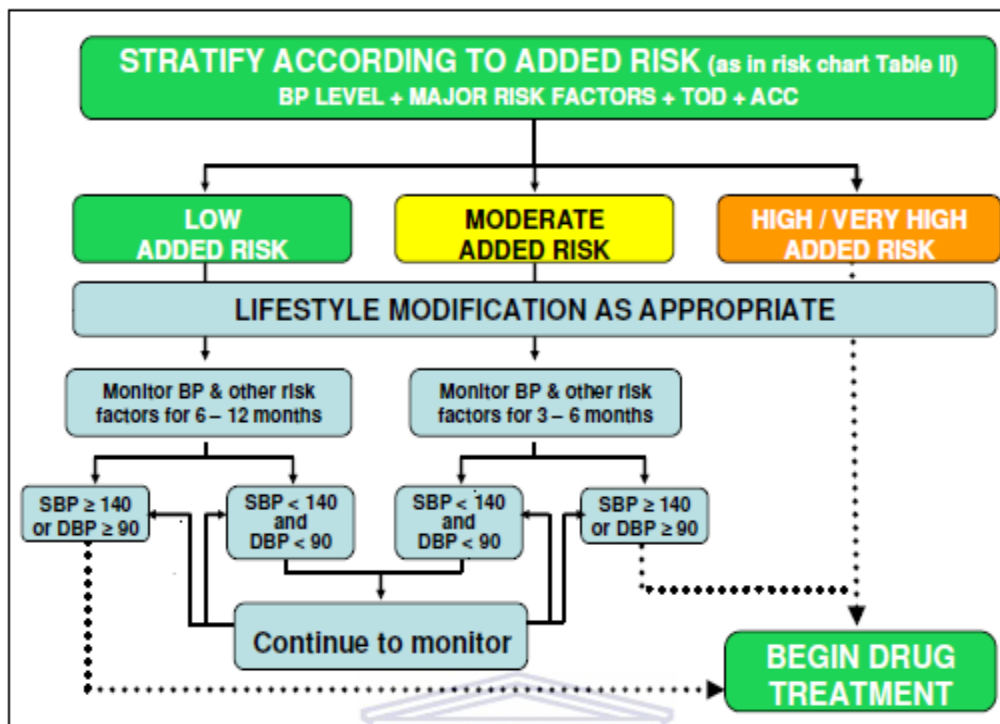 STRATIFY ACCORDING TO ADDED RISK (as in risk chart Table II)
BP LEVEL + MAJOR RISK FACTORS + TOD + ACC
LOW
ADDED RISK
MODERATE
ADDED RISK
HIGH / VERY HIGH
ADDED RISK
LIFESTYLE MODIFICATION AS APPROPRIATE
Monitor BP & other risk
factors for 6 – 12 months
Monitor BP & other risk
factors for 3 – 6 months
SBP ≥ 140
or DBP ≥ 90
SBP < 140
and
DBP < 90
SBP < 140
and
DBP < 90
SBP ≥ 140
or DBP ≥ 90
Continue to monitor
BEGIN DRUG
TREATMENT